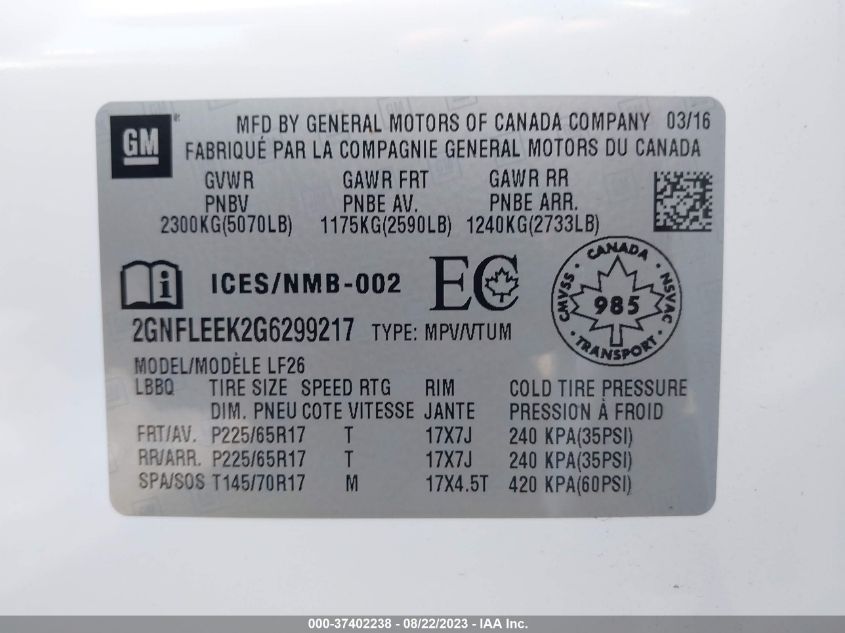 GM
MFD BY GENERAL MOTORS OF CANADA COMPANY 03/16
FABRIQUÉ PAR LA COMPAGNIE GENERAL MOTORS DU CANADA
GVWR GAWR FRT GAWR RR
PNBV PNBE AV. PNBE ARR.
2300KG(5070LB) 1175KG(2590LB) 1240KG(2733LB)
i ICES/NMB-002 EC
CANADA
CMVSS 985 NSVAC
TRANSPORT
2GNFLEEK2G6299217 TYPE: MPV/VTUM
MODEL/MODÈLE LF26
LBBQ TIRE SIZE SPEED RTG RIM COLD TIRE PRESSURE
DIM. PNEU COTE VITESSE JANTE PRESSION À FROID
FRT/AV. P225/65R17 T 17X7J 240 KPA(35PSI)
RR/ARR. P225/65R17 T 17X7J 240 KPA(35PSI)
SPA/SOS T145/70R17 M 17X4.5T 420 KPA(60PSI)
000-37402238 - 08/22/2023 - IAA Inc.